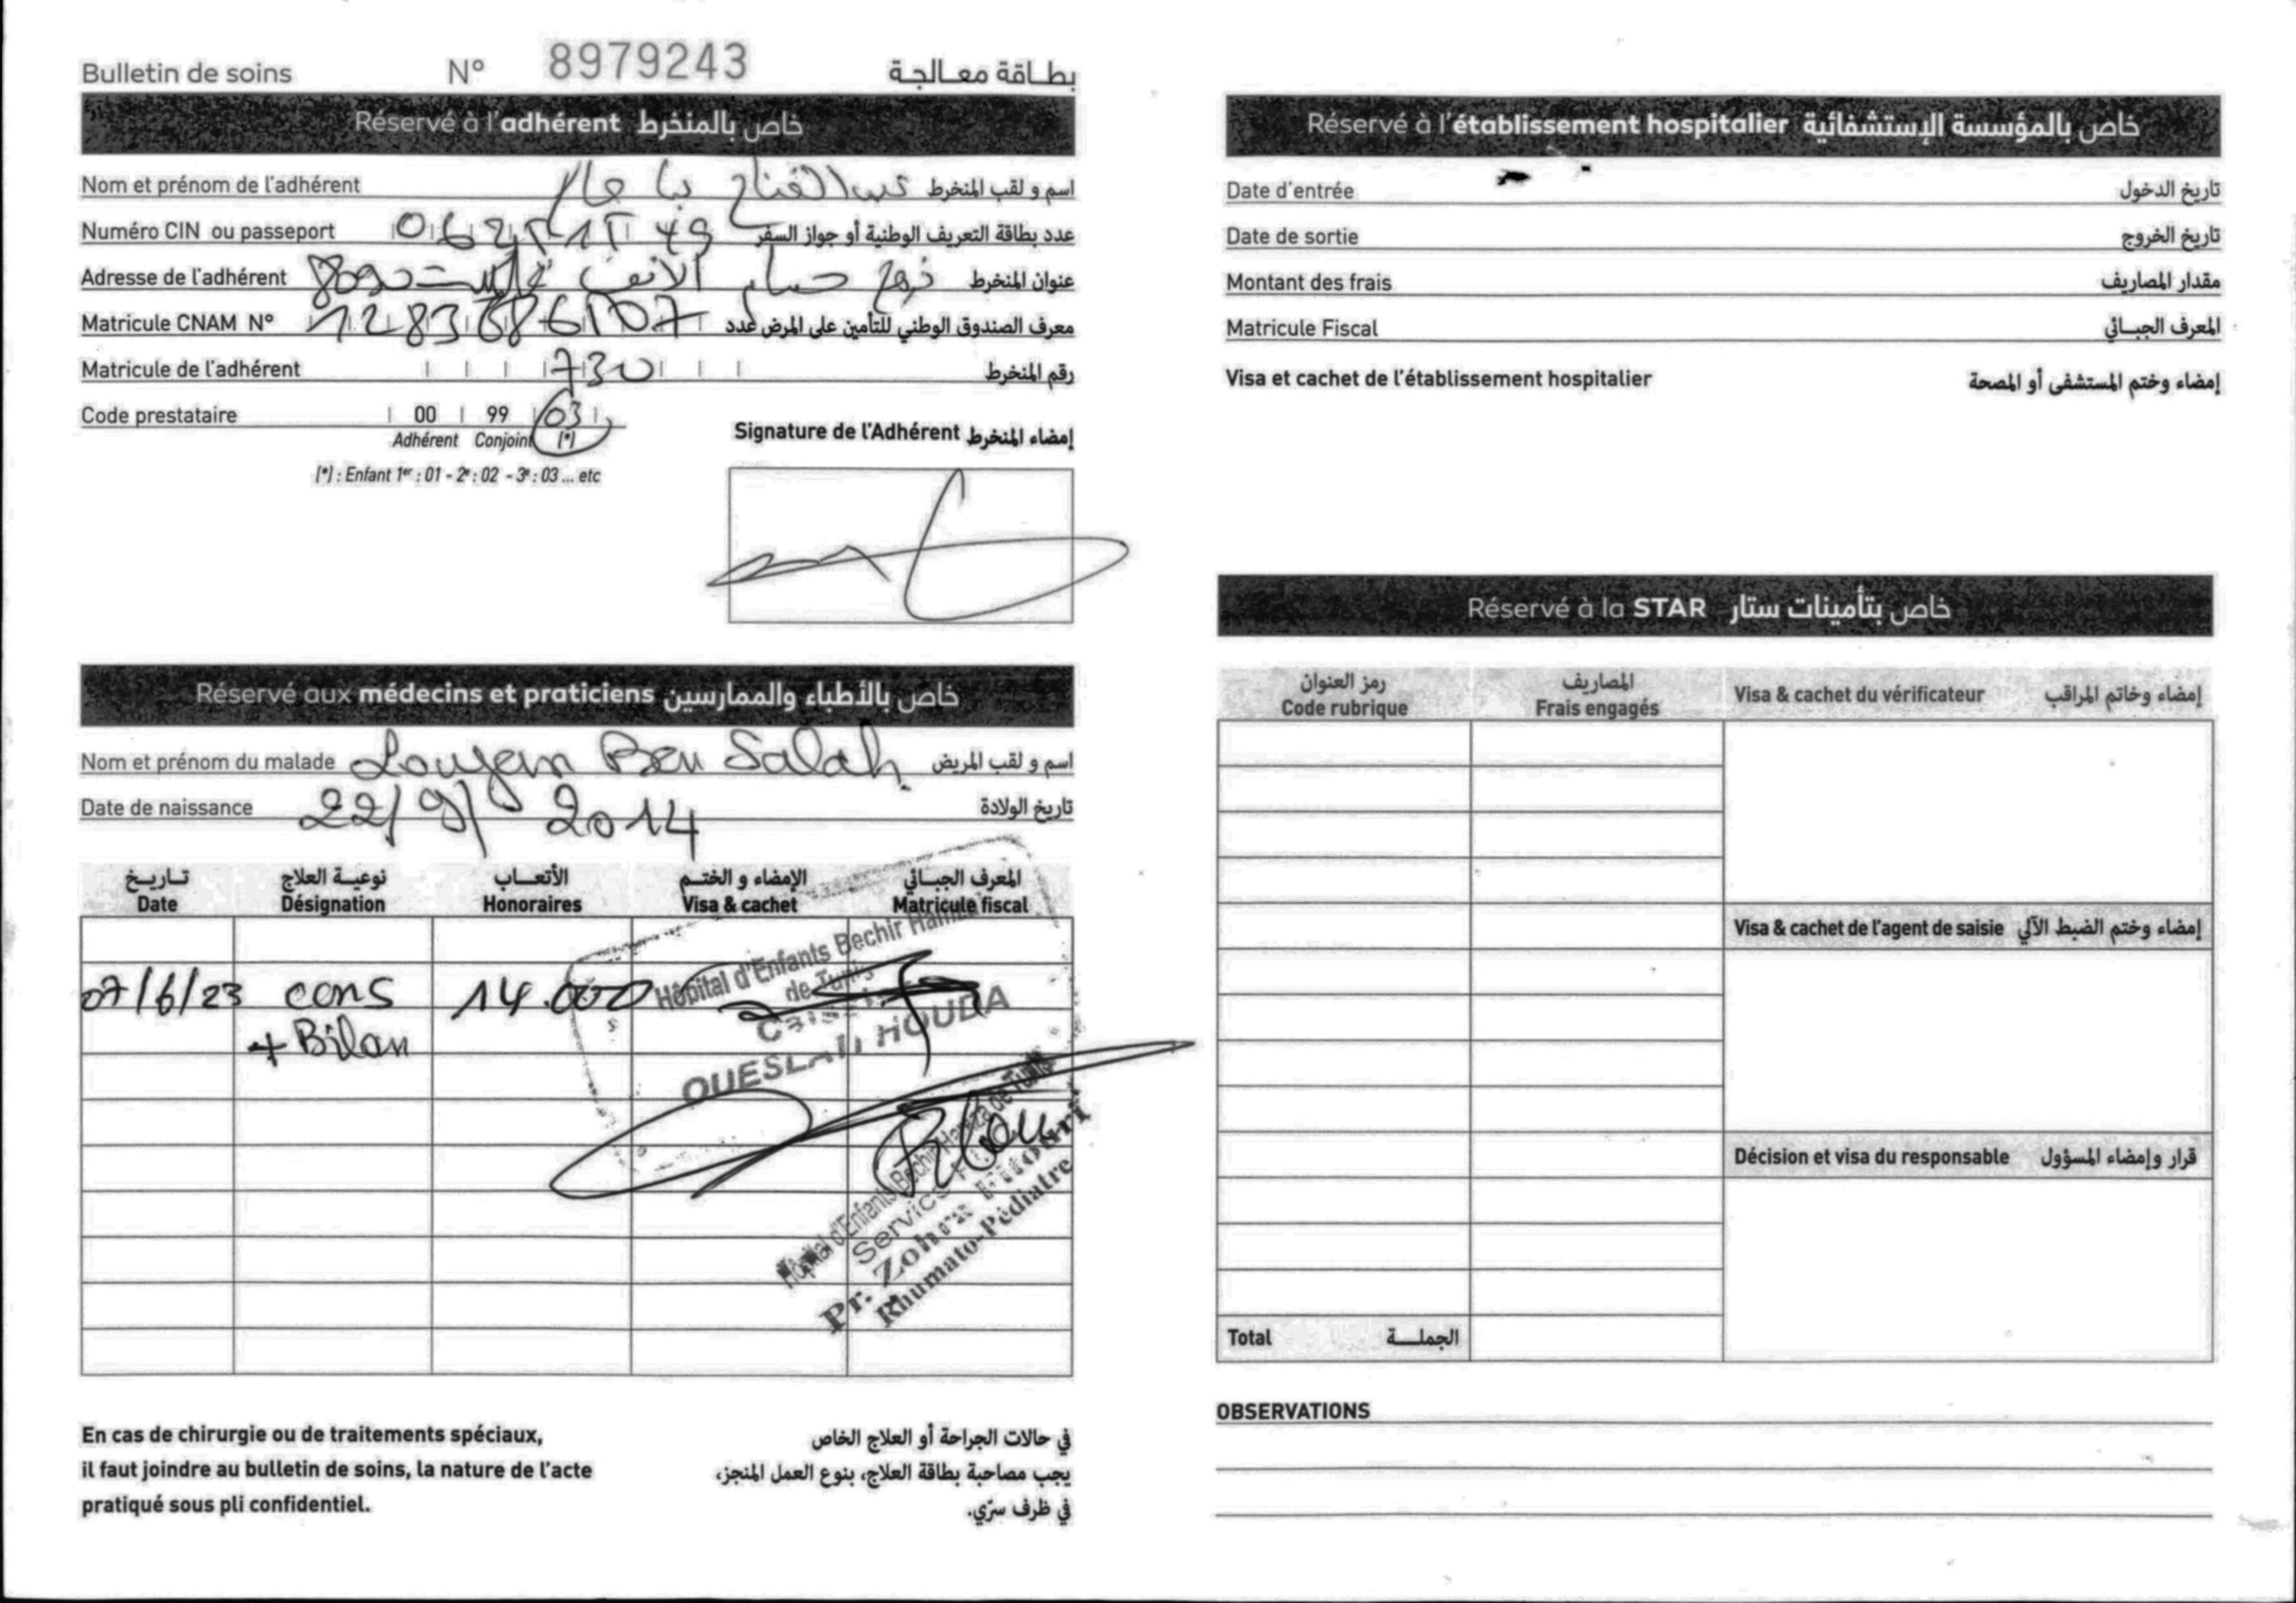 Bulletin de soins N° 8979243 بطاقة معالجة
Réservé à l'adhérent خاص بالمنخرط
Nom et prénom de l'adhérent اسم و لقب المنخرط
Numéro CIN ou passeport عدد بطاقة التعريف الوطنية أو جواز السفر
Adresse de l'adhérent 8090 نهج حسام عنوان المنخرط
Matricule CNAM N° معرف الصندوق الوطني للتأمين على المرض عدد
Matricule de l'adhérent 730 رقم المنخرط
Code prestataire 00 99 03
Adhérent Conjoint (*)
(*) : Enfant 1er : 01 - 2e : 02 - 3e : 03 ... etc
Signature de l'Adhérent إمضاء المنخرط
Réservé aux médecins et praticiens خاص بالأطباء والممارسين
Nom et prénom du malade Loujem Ben Salah اسم و لقب المريض
Date de naissance 22/9/2014 تاريخ الولادة
تاريخ نوعية العلاج الأتعاب الإمضاء و الختم المعرف الجبائي
Date Désignation Honoraires Visa & cachet Matricule fiscal
07/6/23 cons 14.000
+ Bilan
Hôpital d'Enfants Bechir Hamza
de Tunis
OUESLATI HOUDA
Hôpital d'Enfants Bechir Hamza de Tunis
Service
Pr. Zohra Fitouri
Rhumato-Pédiatre
En cas de chirurgie ou de traitements spéciaux,
il faut joindre au bulletin de soins, la nature de l'acte
pratiqué sous pli confidentiel.
في حالات الجراحة أو العلاج الخاص
يجب مصاحبة بطاقة العلاج، بنوع العمل المنجز،
في ظرف سرّي.
Réservé à l'établissement hospitalier خاص بالمؤسسة الإستشفائية
Date d'entrée تاريخ الدخول
Date de sortie تاريخ الخروج
Montant des frais مقدار المصاريف
Matricule Fiscal المعرف الجبائي
Visa et cachet de l'établissement hospitalier إمضاء وختم المستشفى أو المصحة
Réservé à la STAR خاص بتأمينات ستار
رمز العنوان المصاريف
Code rubrique Frais engagés Visa & cachet du vérificateur إمضاء وخاتم المراقب
Visa & cachet de l'agent de saisie إمضاء وختم الضبط الآلي
Décision et visa du responsable قرار وإمضاء المسؤول
Total الجملة
OBSERVATIONS